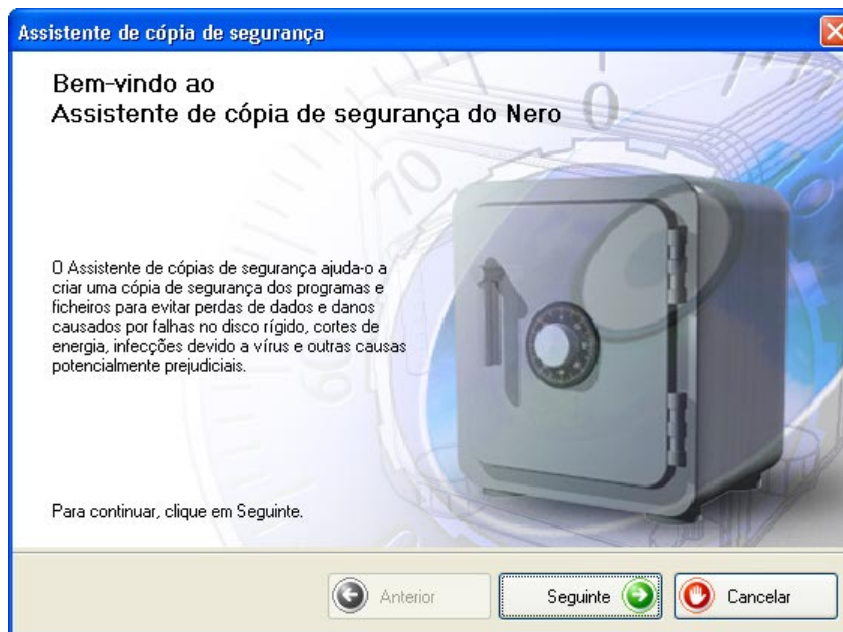 Assistente de cópia de segurança
Bem-vindo ao
Assistente de cópia de segurança do Nero
0
70
60
O Assistente de cópias de segurança ajuda-o a
criar uma cópia de segurança dos programas e
ficheiros para evitar perdas de dados e danos
causados por falhas no disco rígido, cortes de
energia, infecções devido a vírus e outras causas
potencialmente prejudiciais.
Para continuar, clique em Seguinte.
Anterior
Seguinte
Cancelar